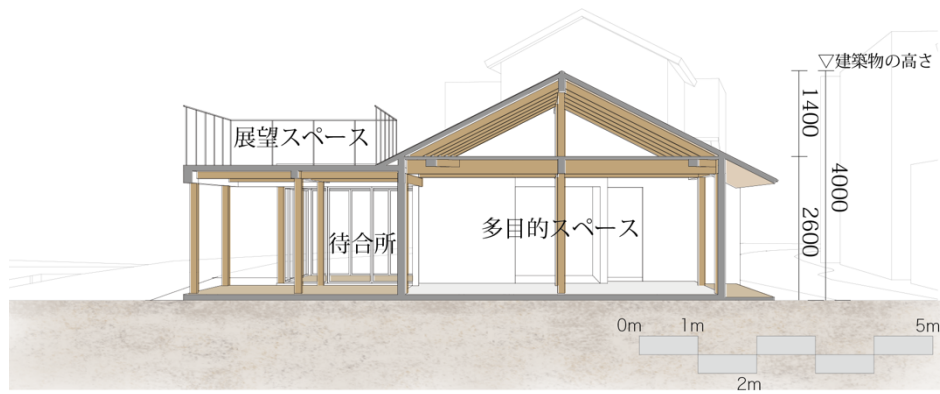 ▽建築物の高さ
展望スペース
1400
4000
待合所
多目的スペース
2600
0m 1m 5m
2m